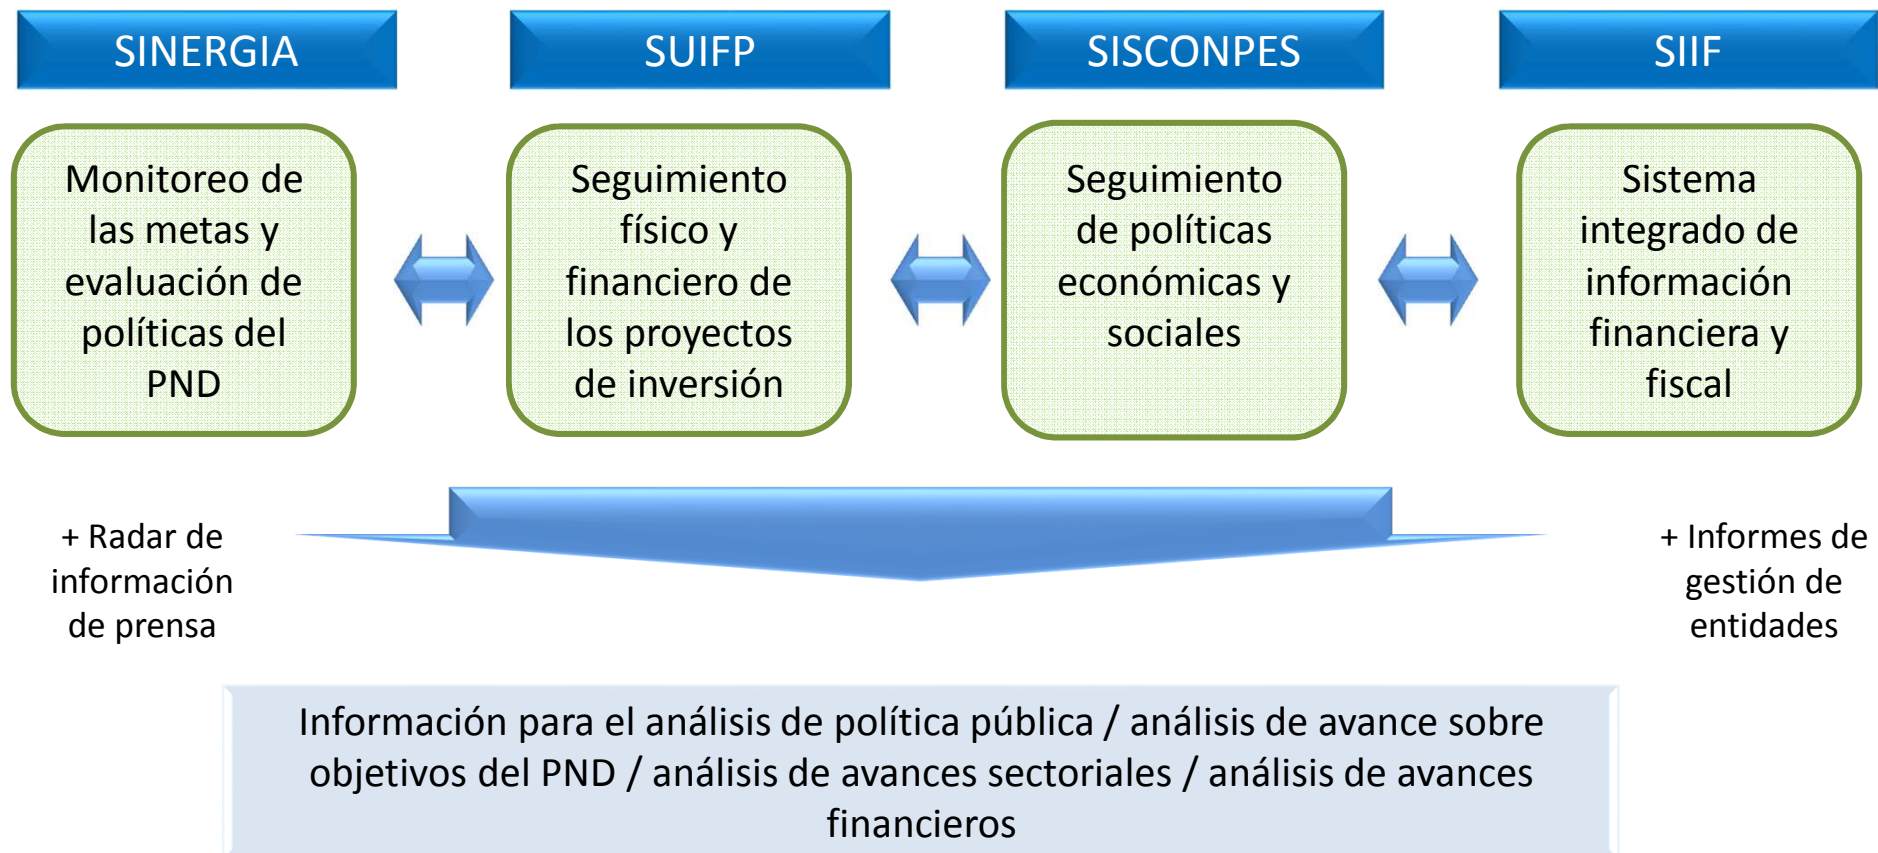 SINERGIA
SUIFP
SISCONPES
SIIF
Monitoreo de
las metas y
evaluación de
políticas del
PND
Seguimiento
físico y
financiero de
los proyectos
de inversión
Seguimiento
de políticas
económicas y
sociales
Sistema
integrado de
información
financiera y
fiscal
+ Radar de
información
de prensa
+ Informes de
gestión de
entidades
Información para el análisis de política pública / análisis de avance sobre
objetivos del PND / análisis de avances sectoriales / análisis de avances
financieros